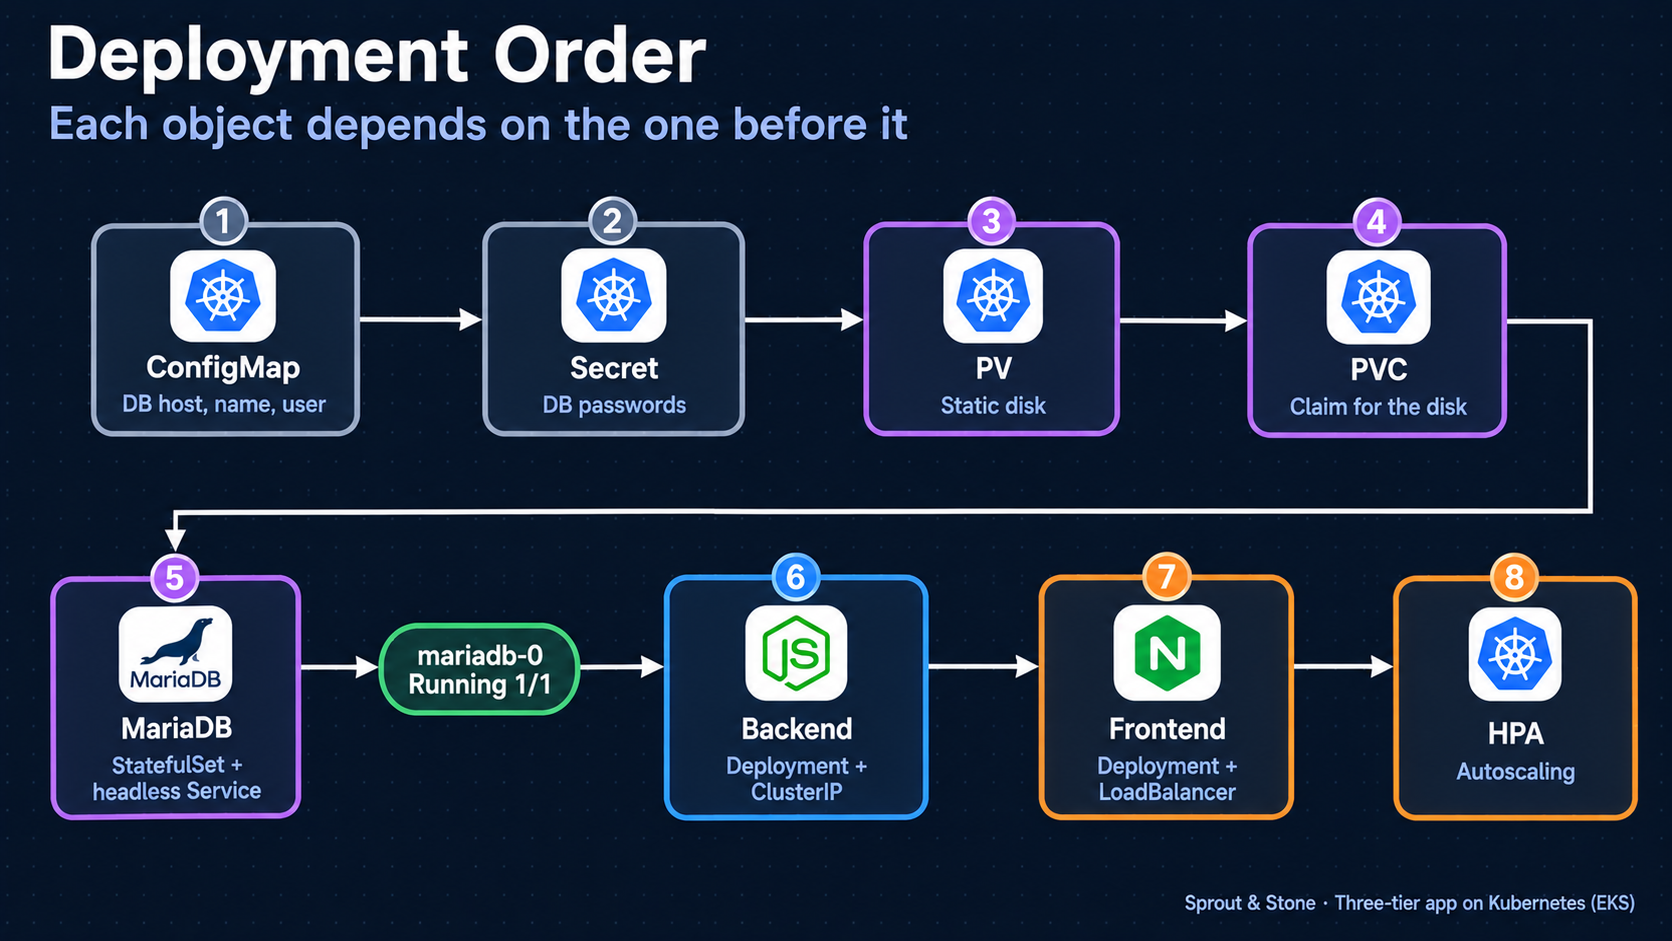 Deployment Order
Each object depends on the one before it
1
ConfigMap
DB host, name, user
2
Secret
DB passwords
3
PV
Static disk
4
PVC
Claim for the disk
5
MariaDB
MariaDB
StatefulSet +
headless Service
mariadb-0
Running 1/1
6
JS
Backend
Deployment +
ClusterIP
7
N
Frontend
Deployment +
LoadBalancer
8
HPA
Autoscaling
Sprout & Stone · Three-tier app on Kubernetes (EKS)